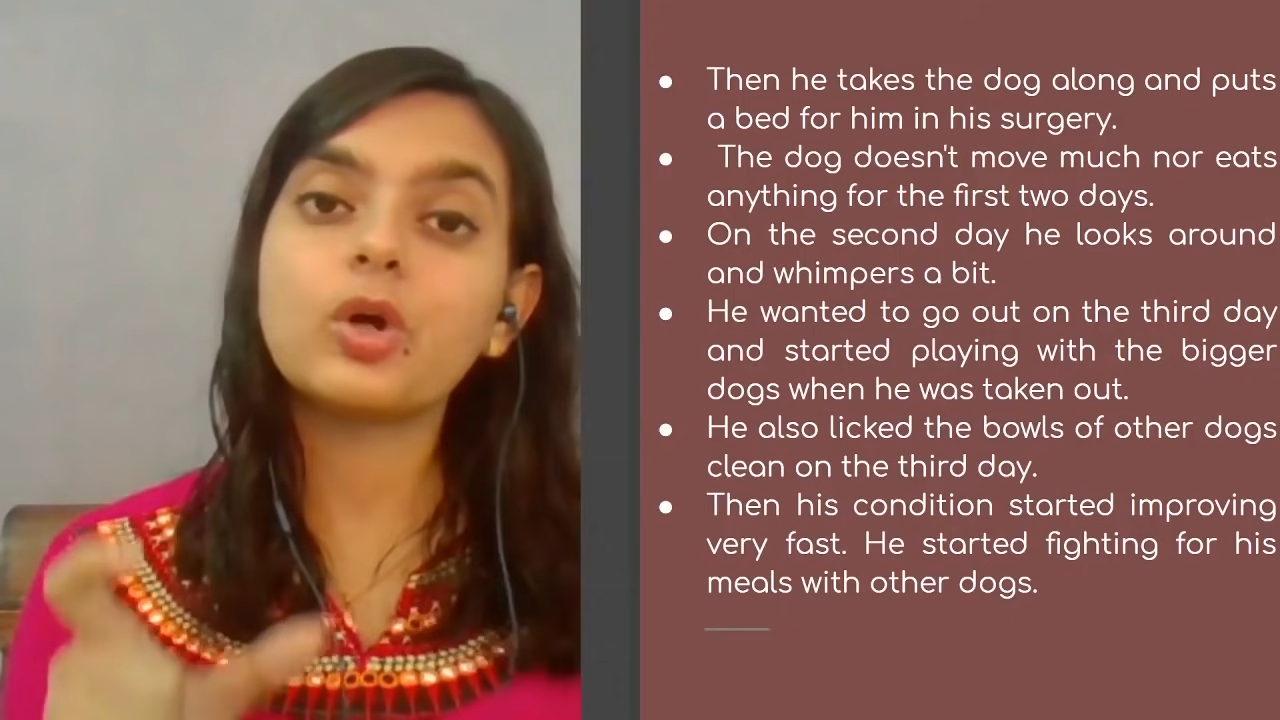 ● Then he takes the dog along and puts
a bed for him in his surgery.
● The dog doesn't move much nor eats
anything for the first two days.
● On the second day he looks around
and whimpers a bit.
● He wanted to go out on the third day
and started playing with the bigger
dogs when he was taken out.
● He also licked the bowls of other dogs
clean on the third day.
● Then his condition started improving
very fast. He started fighting for his
meals with other dogs.